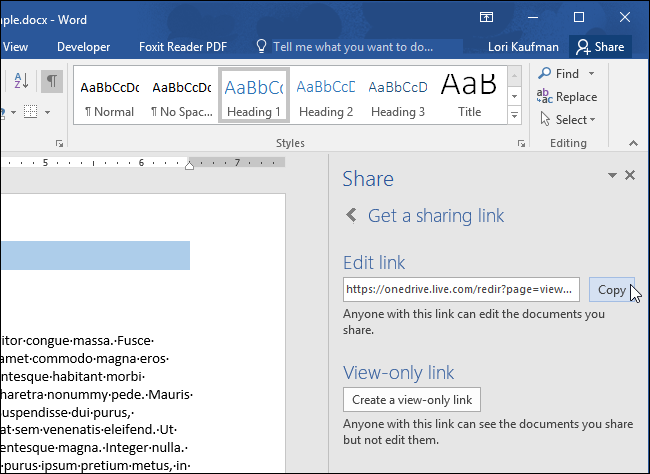 ple.docx - Word
Lori Kaufman
Share
View Developer Foxit Reader PDF Tell me what you want to do...
AaBbCcDc AaBbCcDc AaBbCc AaBbCcC AaBbCcD AaB
¶ Normal ¶ No Spac... Heading 1 Heading 2 Heading 3 Title
Styles
Find
Replace
Select
Editing
5 6 7
Share
Get a sharing link
Edit link
https://onedrive.live.com/redir?page=view... Copy
Anyone with this link can edit the documents you
share.
View-only link
Create a view-only link
Anyone with this link can see the documents you share
but not edit them.
itor·congue·massa.·Fusce·
amet·commodo·magna·eros·
ntesque·habitant·morbi·
haretra·nonummy·pede.·Mauris·
uspendisse·dui·purus,·
at·sem·venenatis·eleifend.·Ut·
entesque·magna.·Integer·nulla.·
purus·ipsum·pretium·metus,·in·